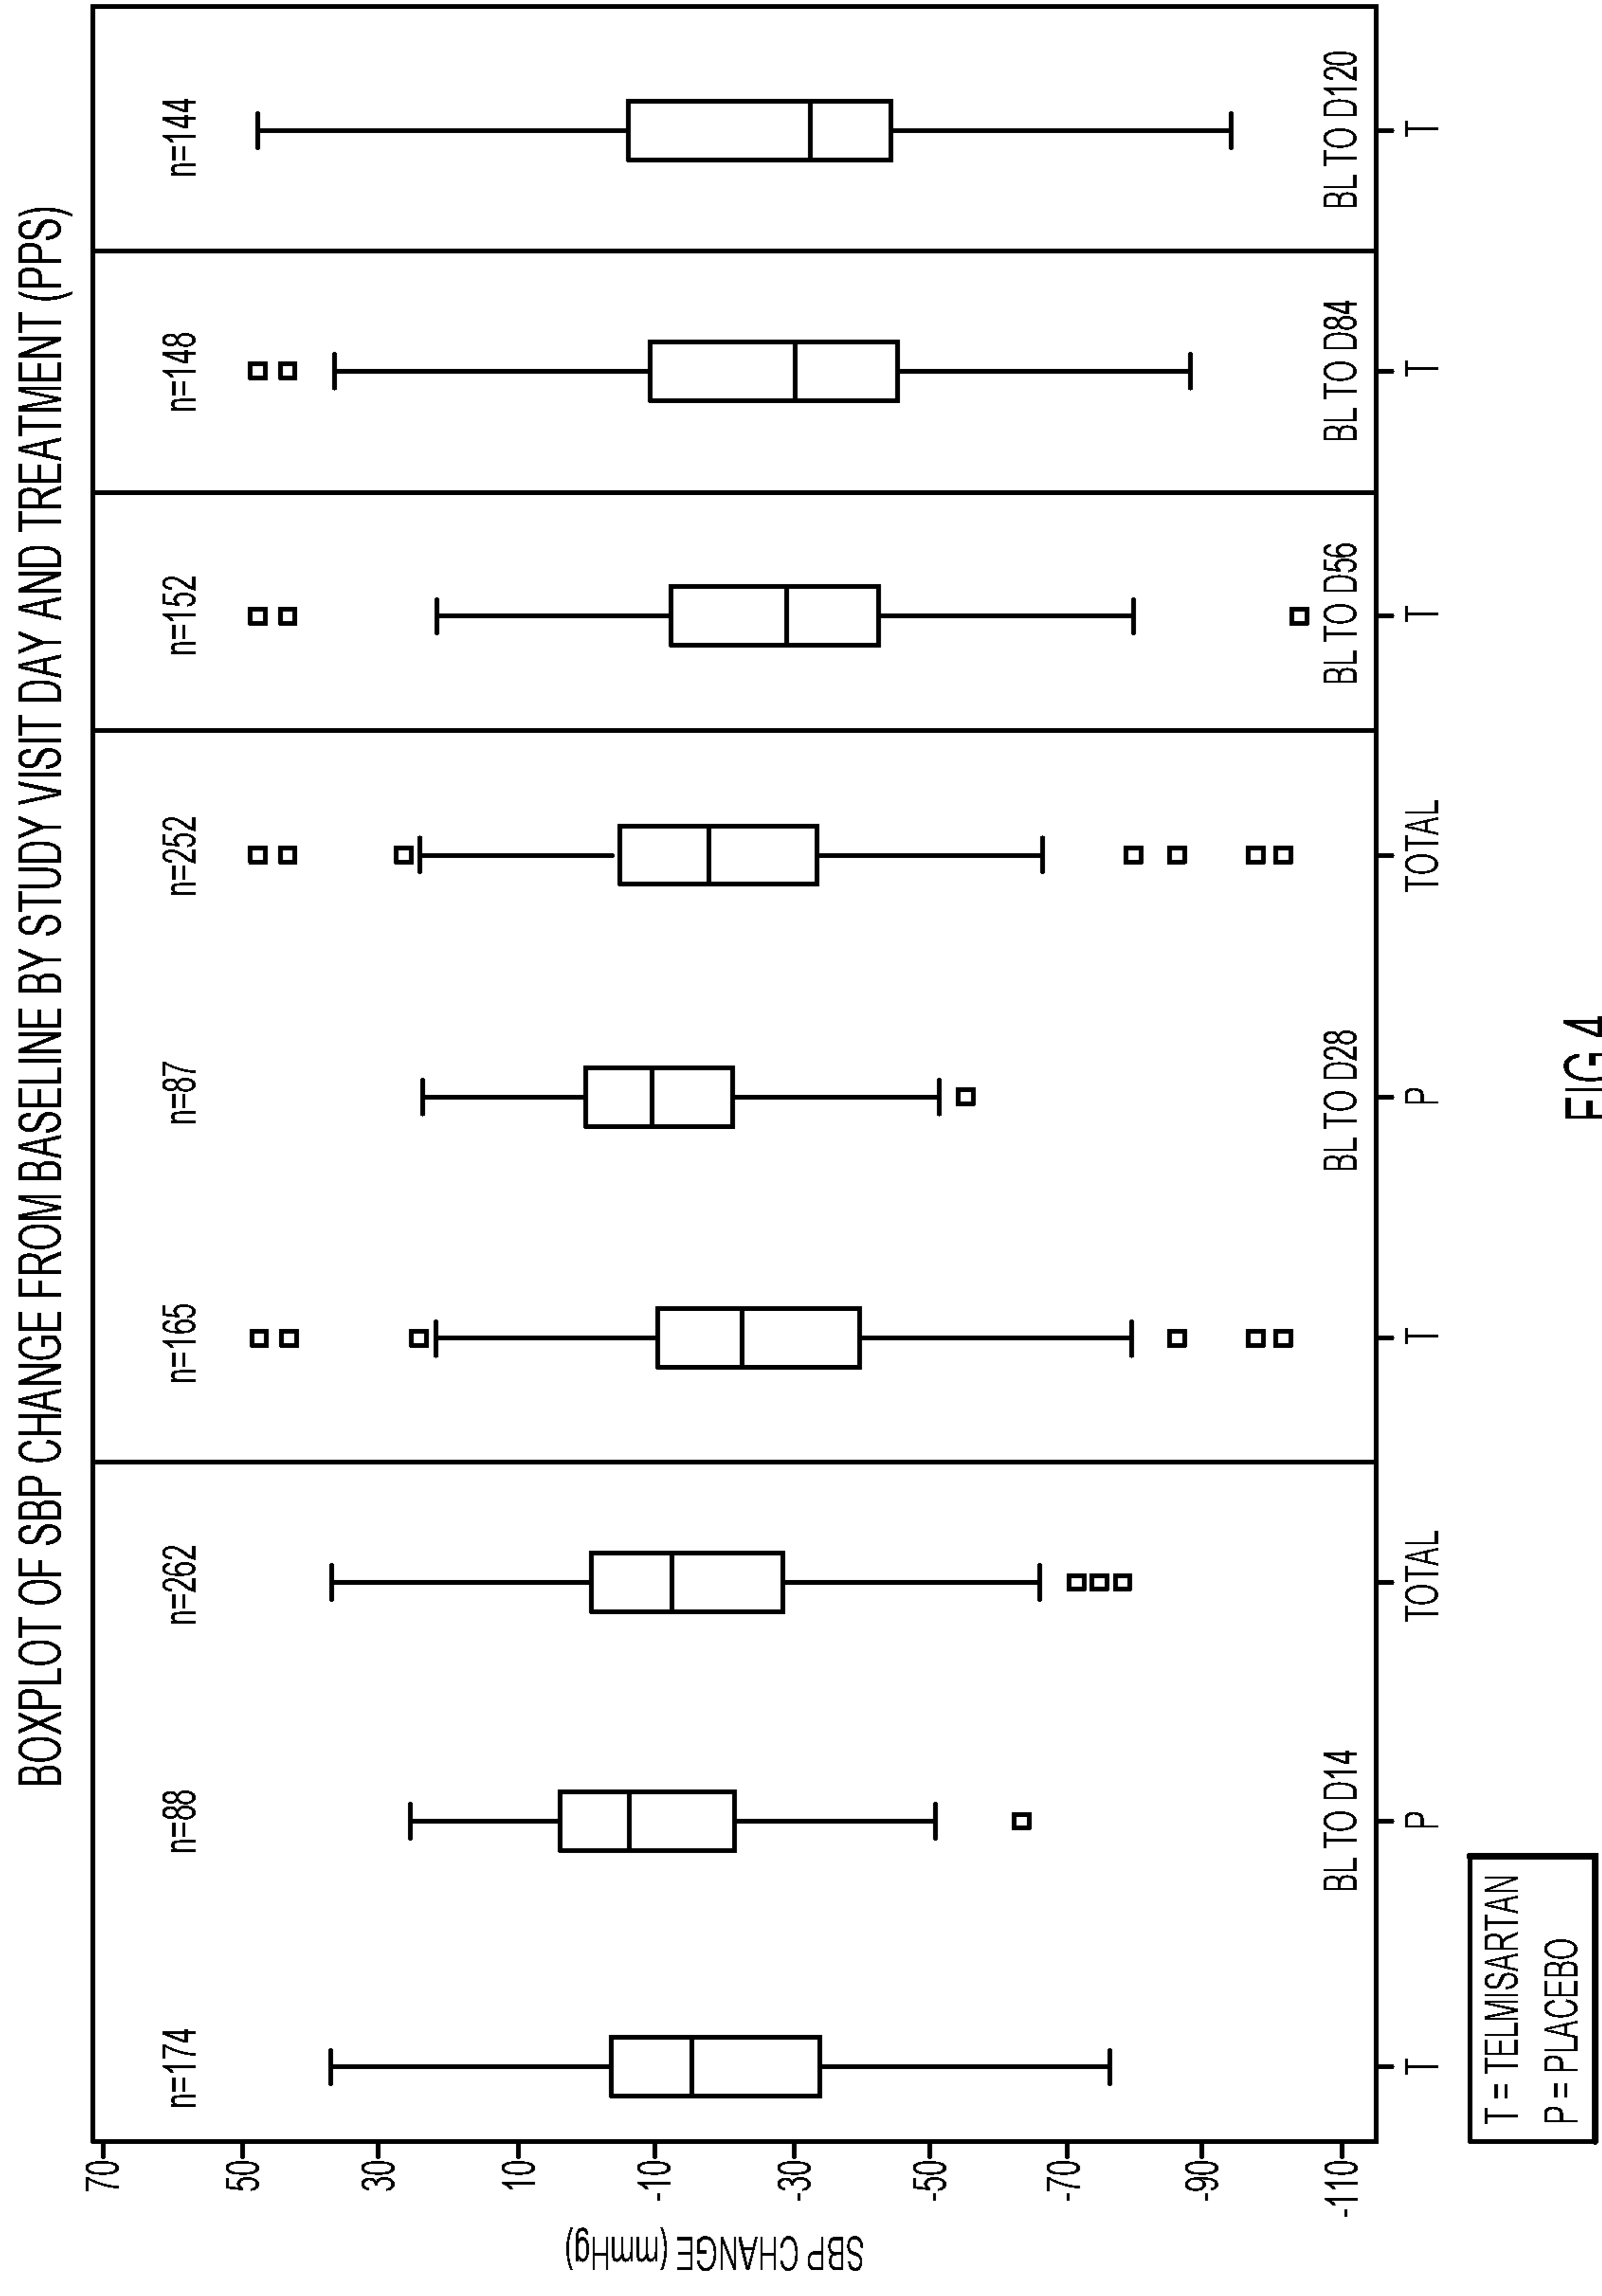 BOXPLOT OF SBP CHANGE FROM BASELINE BY STUDY VISIT DAY AND TREATMENT (PPS)
SBP CHANGE (mmHg)
70
50
30
10
-10
-30
-50
-70
-90
-110
n=174
n=88
n=262
n=165
n=87
n=252
n=152
n=148
n=144
BL TO D14
BL TO D28
BL TO D56
BL TO D84
BL TO D120
T
P
TOTAL
T
P
TOTAL
T
T
T
T = TELMISARTAN
P = PLACEBO
FIG.4